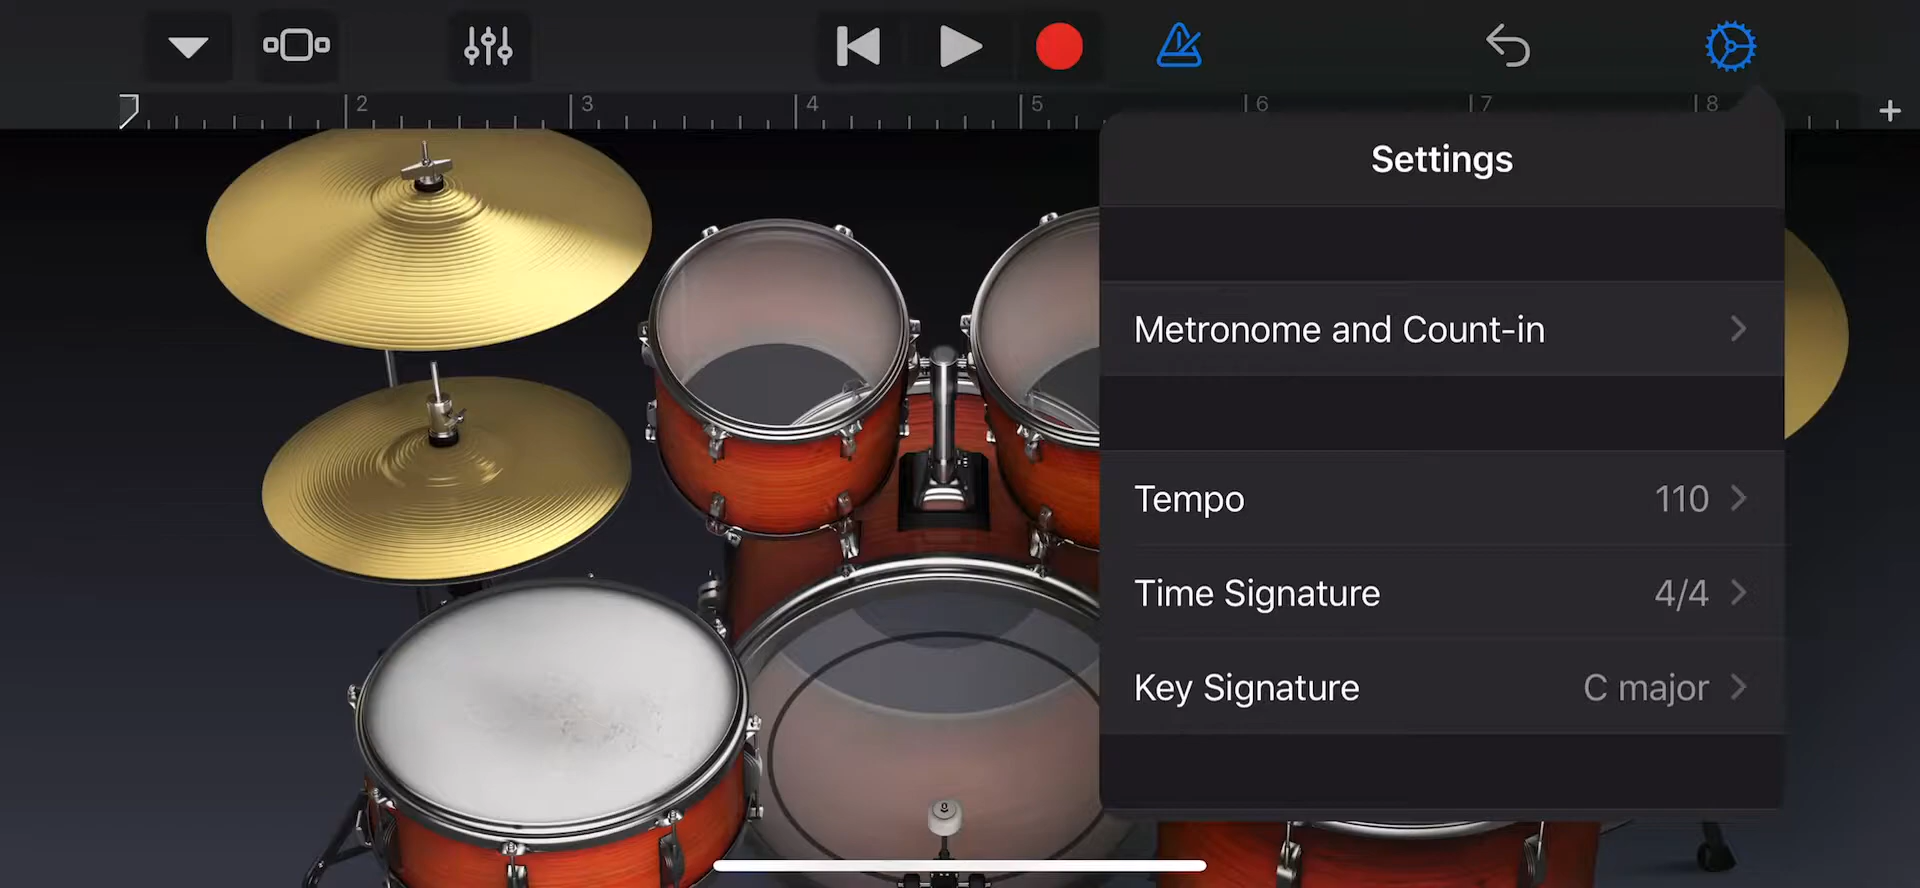 2 3 4 5 6 7 8 +
Settings
Metronome and Count-in
Tempo 110
Time Signature 4/4
Key Signature C major